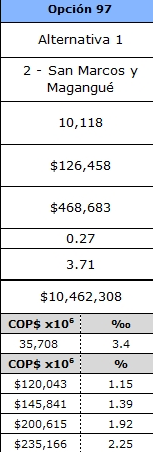 Opción 97
Alternativa 1
2 - San Marcos y
Magangué
10,118
$126,458
$468,683
0.27
3.71
$10,462,308
COP$ x10⁶ ‰
35,708 3.4
COP$ x10⁶ %
$120,043 1.15
$145,841 1.39
$200,615 1.92
$235,166 2.25